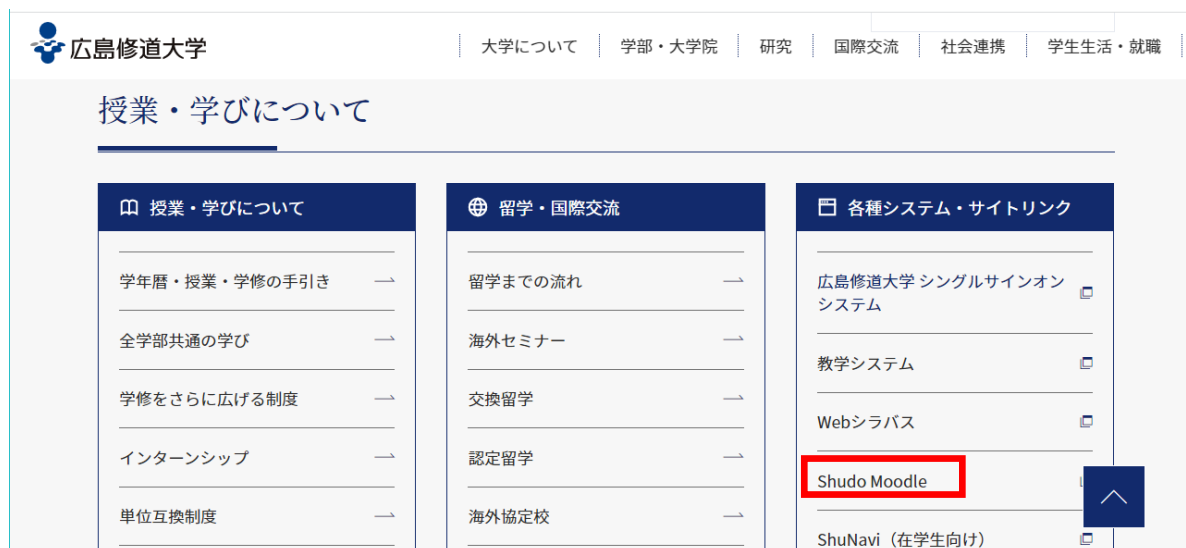 広島修道大学
大学について
学部・大学院
研究
国際交流
社会連携
学生生活・就職
授業・学びについて
授業・学びについて
学年暦・授業・学修の手引き
全学部共通の学び
学修をさらに広げる制度
インターンシップ
単位互換制度
留学・国際交流
留学までの流れ
海外セミナー
交換留学
認定留学
海外協定校
各種システム・サイトリンク
広島修道大学 シングルサインオン
システム
教学システム
Webシラバス
Shudo Moodle
ShuNavi（在学生向け）